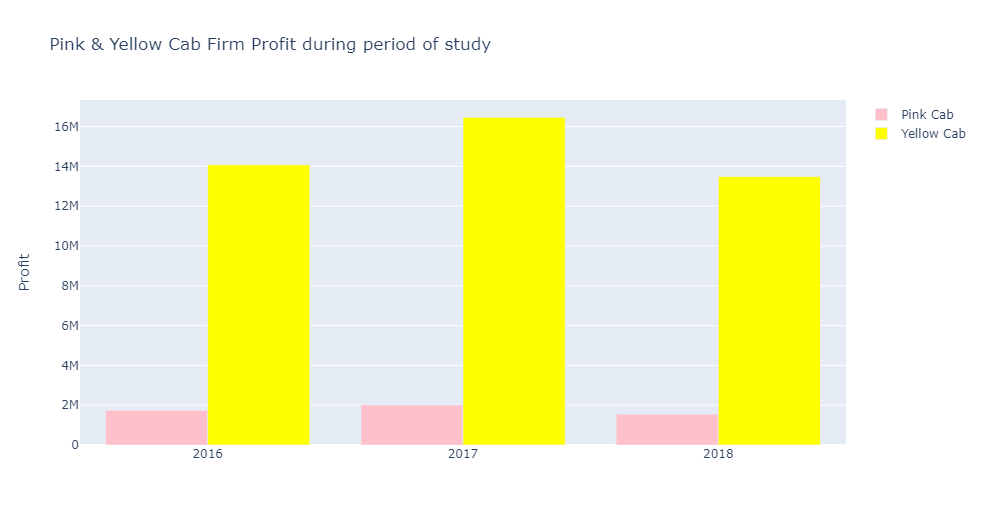 Pink & Yellow Cab Firm Profit during period of study
Pink Cab
Yellow Cab
Profit
16M
14M
12M
10M
8M
6M
4M
2M
0
2016 2017 2018